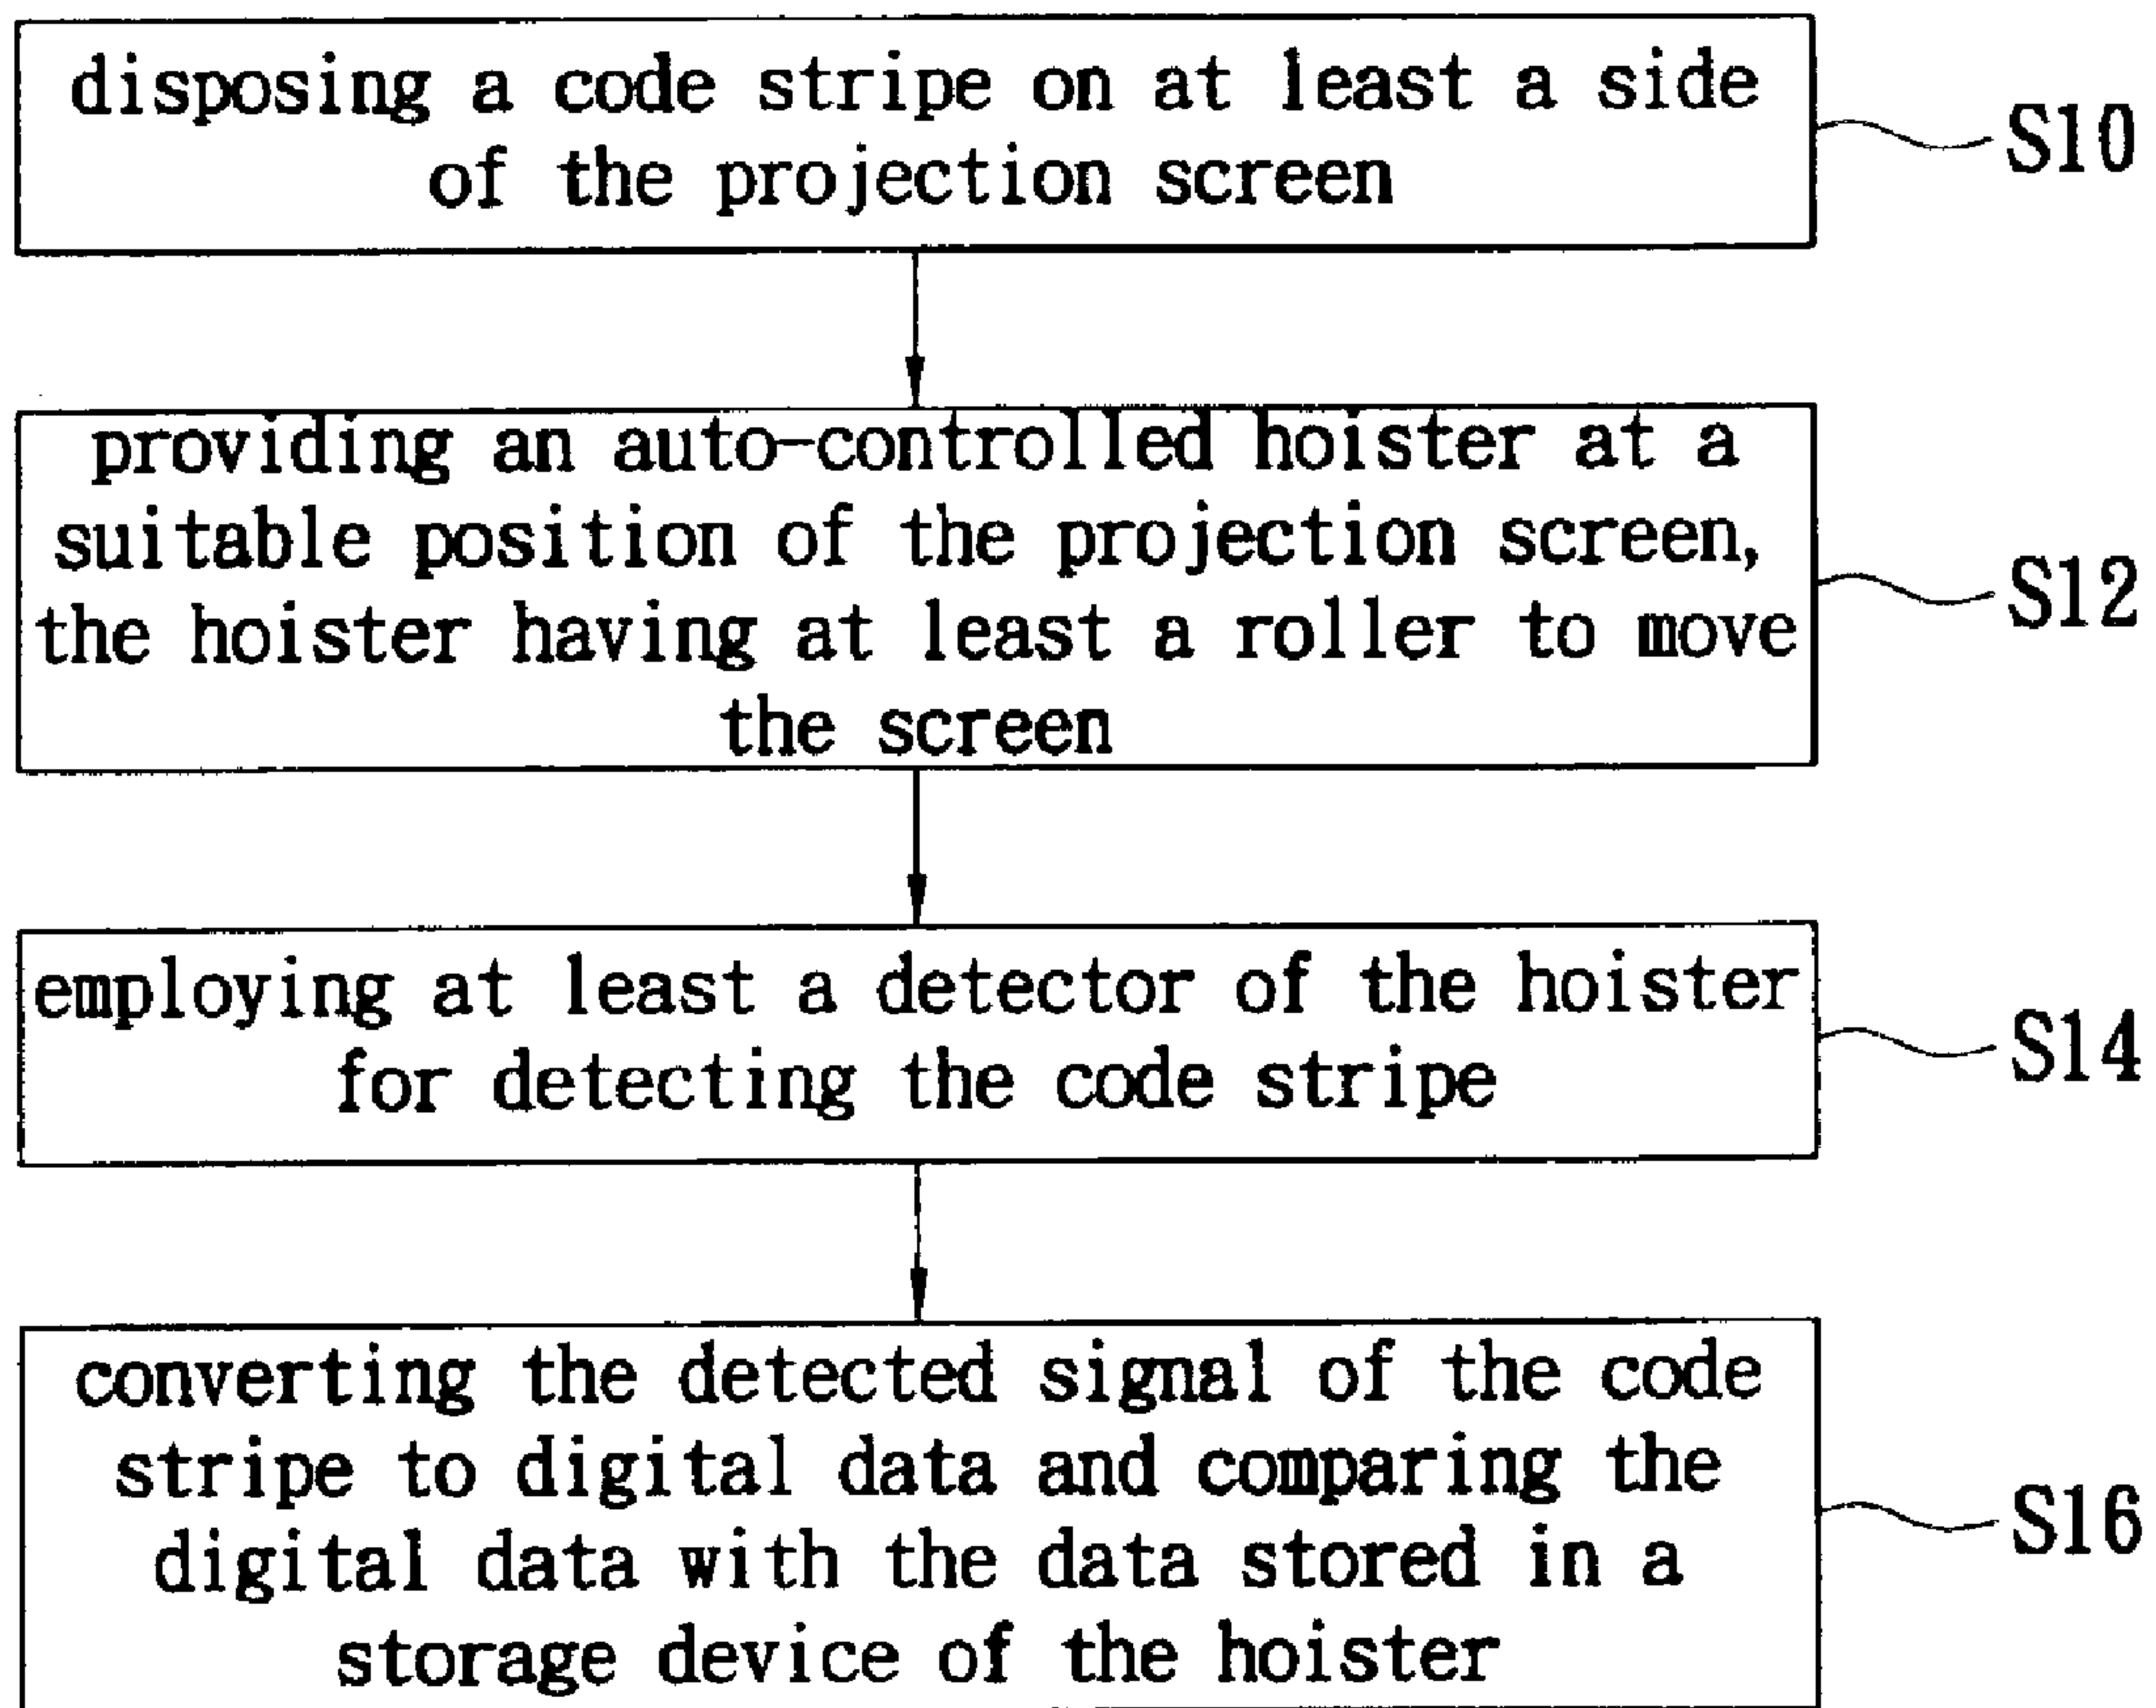 disposing a code stripe on at least a side
of the projection screen
S10
providing an auto-controlled hoister at a
suitable position of the projection screen,
the hoister having at least a roller to move
the screen
S12
employing at least a detector of the hoister
for detecting the code stripe
S14
converting the detected signal of the code
stripe to digital data and comparing the
digital data with the data stored in a
storage device of the hoister
S16